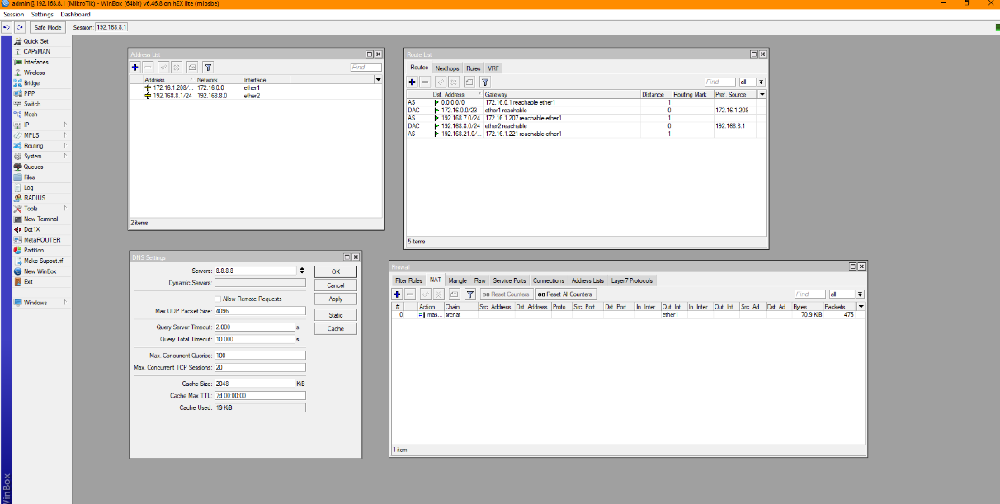 admin@192.168.8.1 (MikroTik) - WinBox (64bit) v6.46.8 on hEX lite (mipsbe)
Session Settings Dashboard
Safe Mode Session: 192.168.8.1
Quick Set
CAPsMAN
Interfaces
Wireless
Bridge
PPP
Switch
Mesh
IP
MPLS
Routing
System
Queues
Files
Log
RADIUS
Tools
New Terminal
Dot1X
MetaROUTER
Partition
Make Supout.rif
New WinBox
Exit
Windows
WinBox
Address List
Find
Address Network Interface
172.16.1.208/... 172.16.0.0 ether1
192.168.8.1/24 192.168.8.0 ether2
2 items
Route List
Routes Nexthops Rules VRF
Find all
Dst. Address Gateway Distance Routing Mark Pref. Source
AS 0.0.0.0/0 172.16.0.1 reachable ether1 1
DAC 172.16.0.0/23 ether1 reachable 0 172.16.1.208
AS 192.168.7.0/24 172.16.1.207 reachable ether1 1
DAC 192.168.8.0/24 ether2 reachable 0 192.168.8.1
AS 192.168.21.0/... 172.16.1.221 reachable ether1 1
5 items
DNS Settings
Servers: 8.8.8.8
Dynamic Servers:
Allow Remote Requests
Max UDP Packet Size: 4096
Query Server Timeout: 2.000 s
Query Total Timeout: 10.000 s
Max. Concurrent Queries: 100
Max. Concurrent TCP Sessions: 20
Cache Size: 2048 KiB
Cache Max TTL: 7d 00:00:00
Cache Used: 19 KiB
OK
Cancel
Apply
Static
Cache
Firewall
Filter Rules NAT Mangle Raw Service Ports Connections Address Lists Layer7 Protocols
00 Reset Counters 00 Reset All Counters Find all
# Action Chain Src. Address Dst. Address Proto... Src. Port Dst. Port In. Inter... Out. Int... In. Inter... Out. Int... Src. Ad... Dst. Ad... Bytes Packets
0 mas... srcnat ether1 70.9 KiB 475
1 item